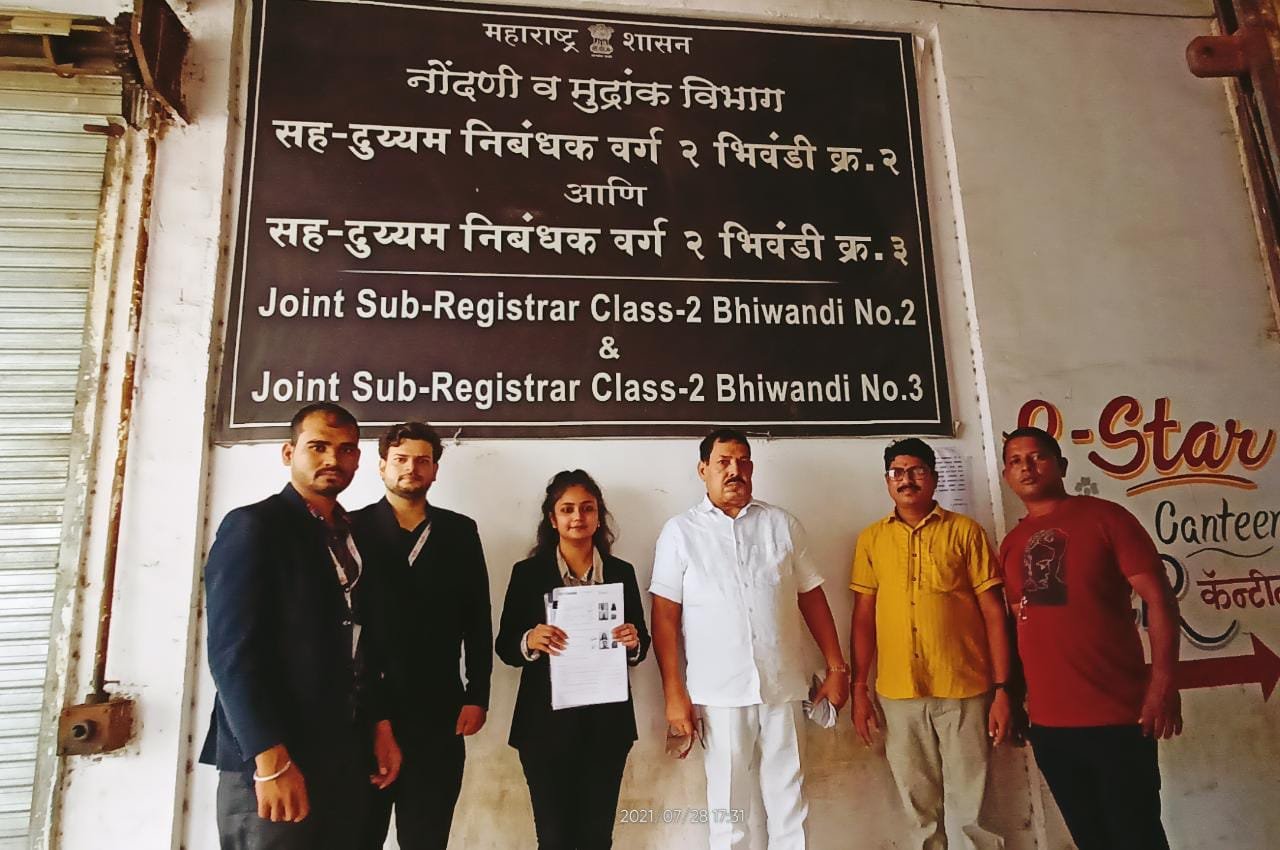 महाराष्ट्र शासन
नोंदणी व मुद्रांक विभाग
सह-दुय्यम निबंधक वर्ग २ भिवंडी क्र.२
आणि
सह-दुय्यम निबंधक वर्ग २ भिवंडी क्र.३
Joint Sub-Registrar Class-2 Bhiwandi No.2
&
Joint Sub-Registrar Class-2 Bhiwandi No.3
-Star
Canteen
कॅन्टीन
2021/07/28 17:31